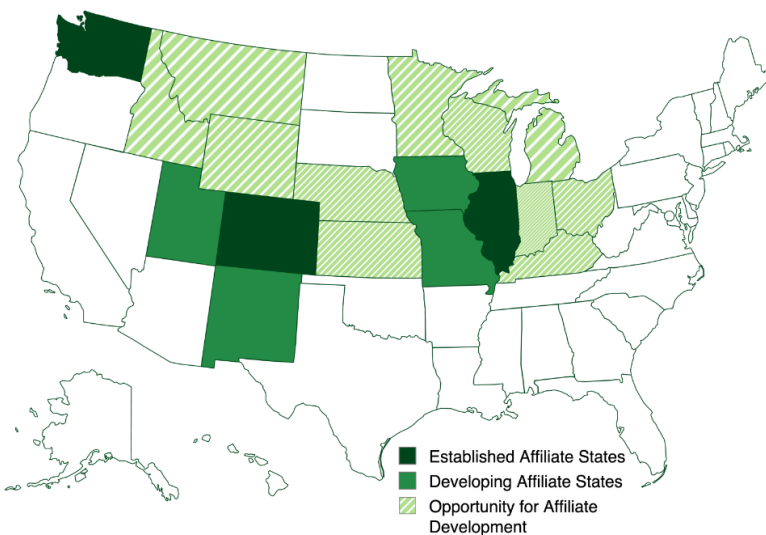 Established Affiliate States
Developing Affiliate States
Opportunity for Affiliate
Development